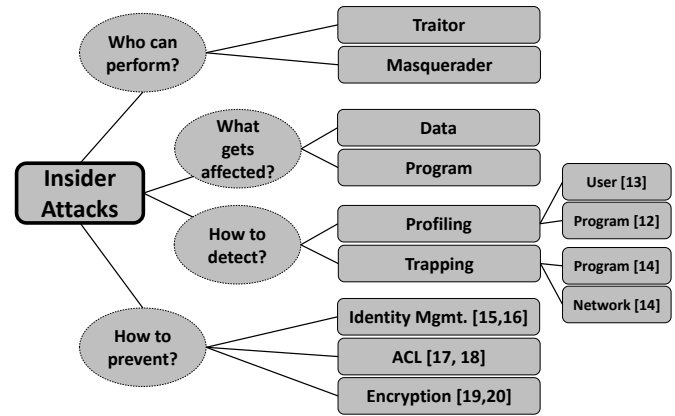 Who can
perform?
Traitor
Masquerader
What
gets
affected?
Data
Program
Insider
Attacks
How to
detect?
Profiling
Trapping
User [13]
Program [12]
Program [14]
Network [14]
How to
prevent?
Identity Mgmt. [15,16]
ACL [17, 18]
Encryption [19,20]